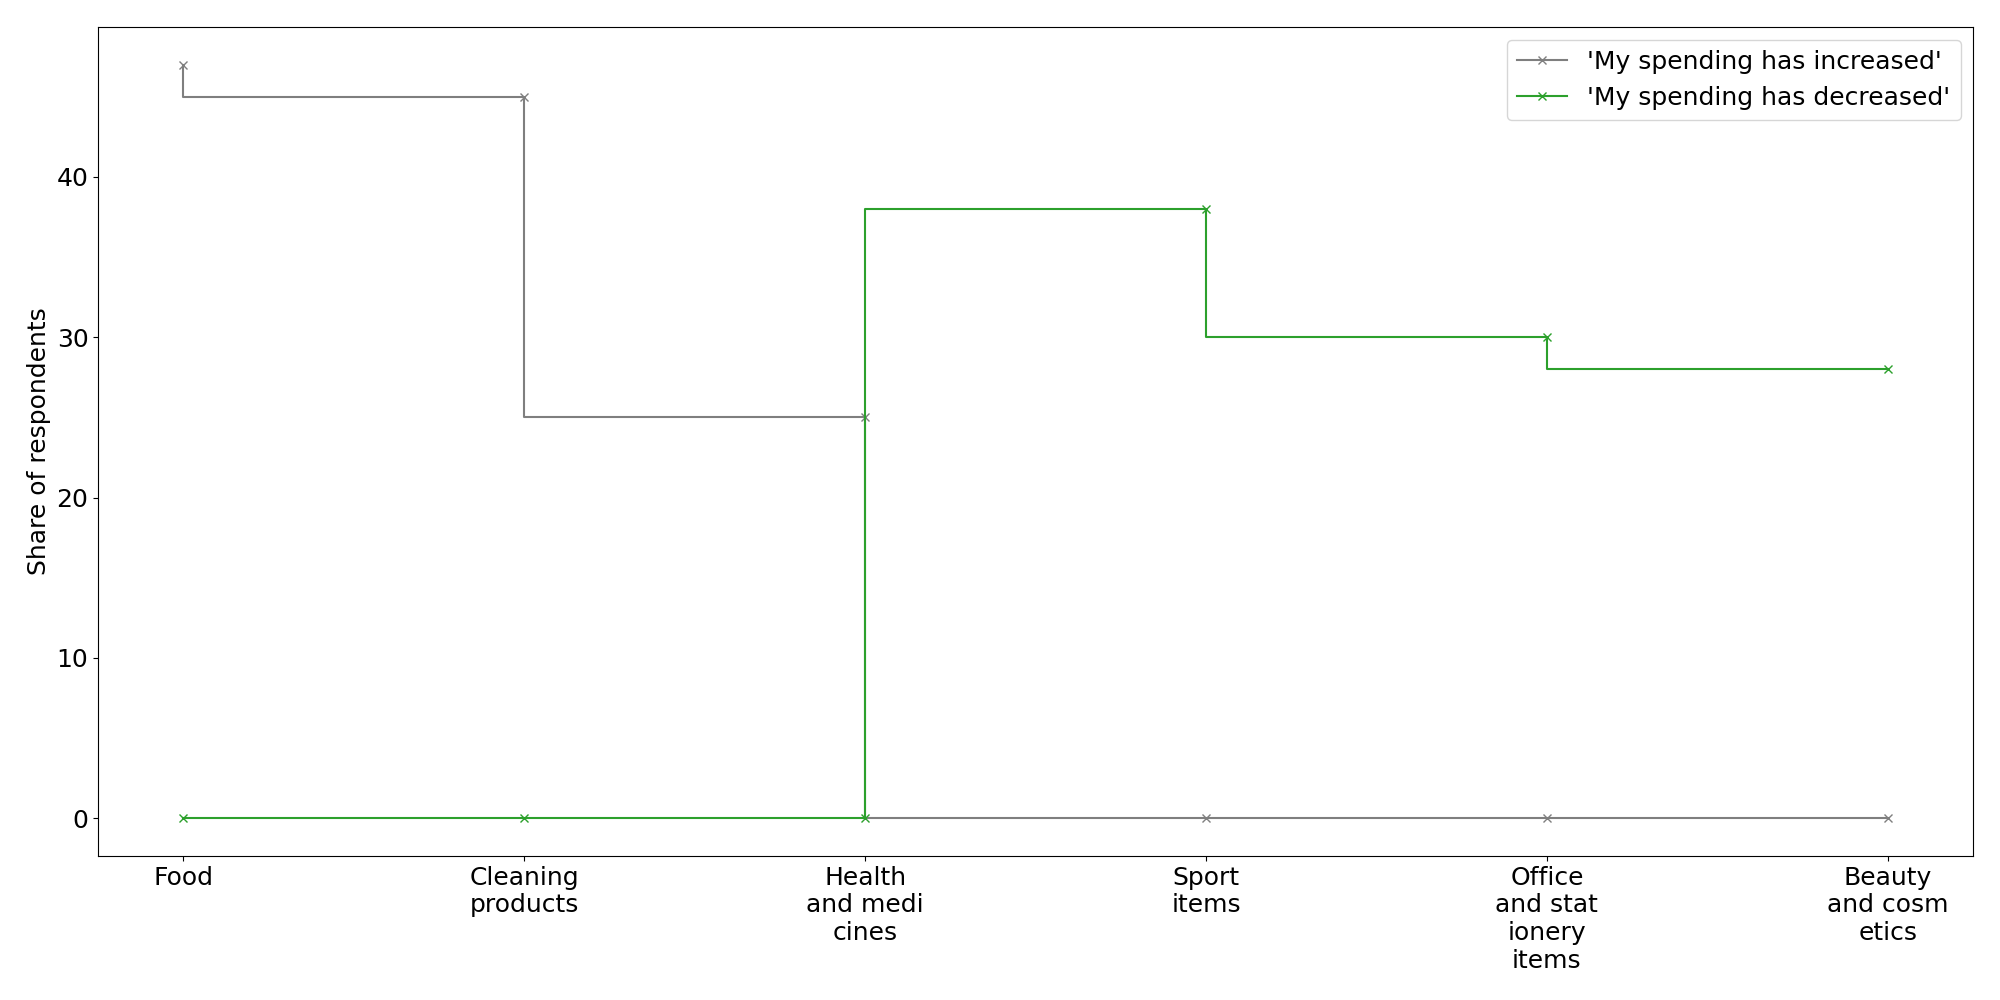 'My spending has increased'
'My spending has decreased'
Share of respondents
40
30
20
10
0
Food
Cleaning
products
Health
and medi
cines
Sport
items
Office
and stat
ionery
items
Beauty
and cosm
etics